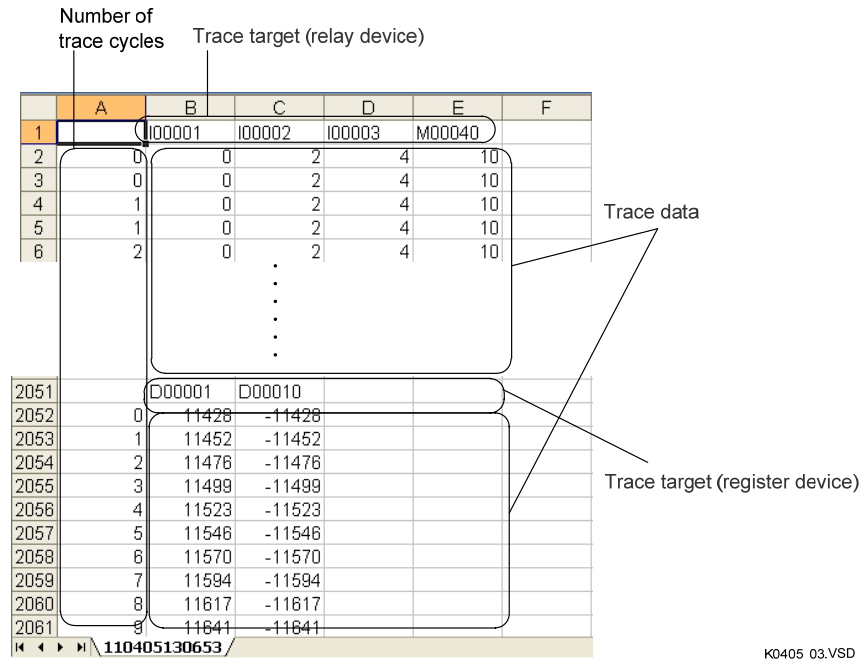 Number of
trace cycles
Trace target (relay device)
A B C D E F
1 I00001 I00002 I00003 M00040
2 0 0 2 4 10
3 0 0 2 4 10
4 1 0 2 4 10
5 1 0 2 4 10
6 2 0 2 4 10
Trace data
2051 D00001 D00010
2052 0 11428 -11428
2053 1 11452 -11452
2054 2 11476 -11476
2055 3 11499 -11499
2056 4 11523 -11523
2057 5 11546 -11546
2058 6 11570 -11570
2059 7 11594 -11594
2060 8 11617 -11617
2061 9 11641 -11641
Trace target (register device)
110405130653
K0405 03.VSD